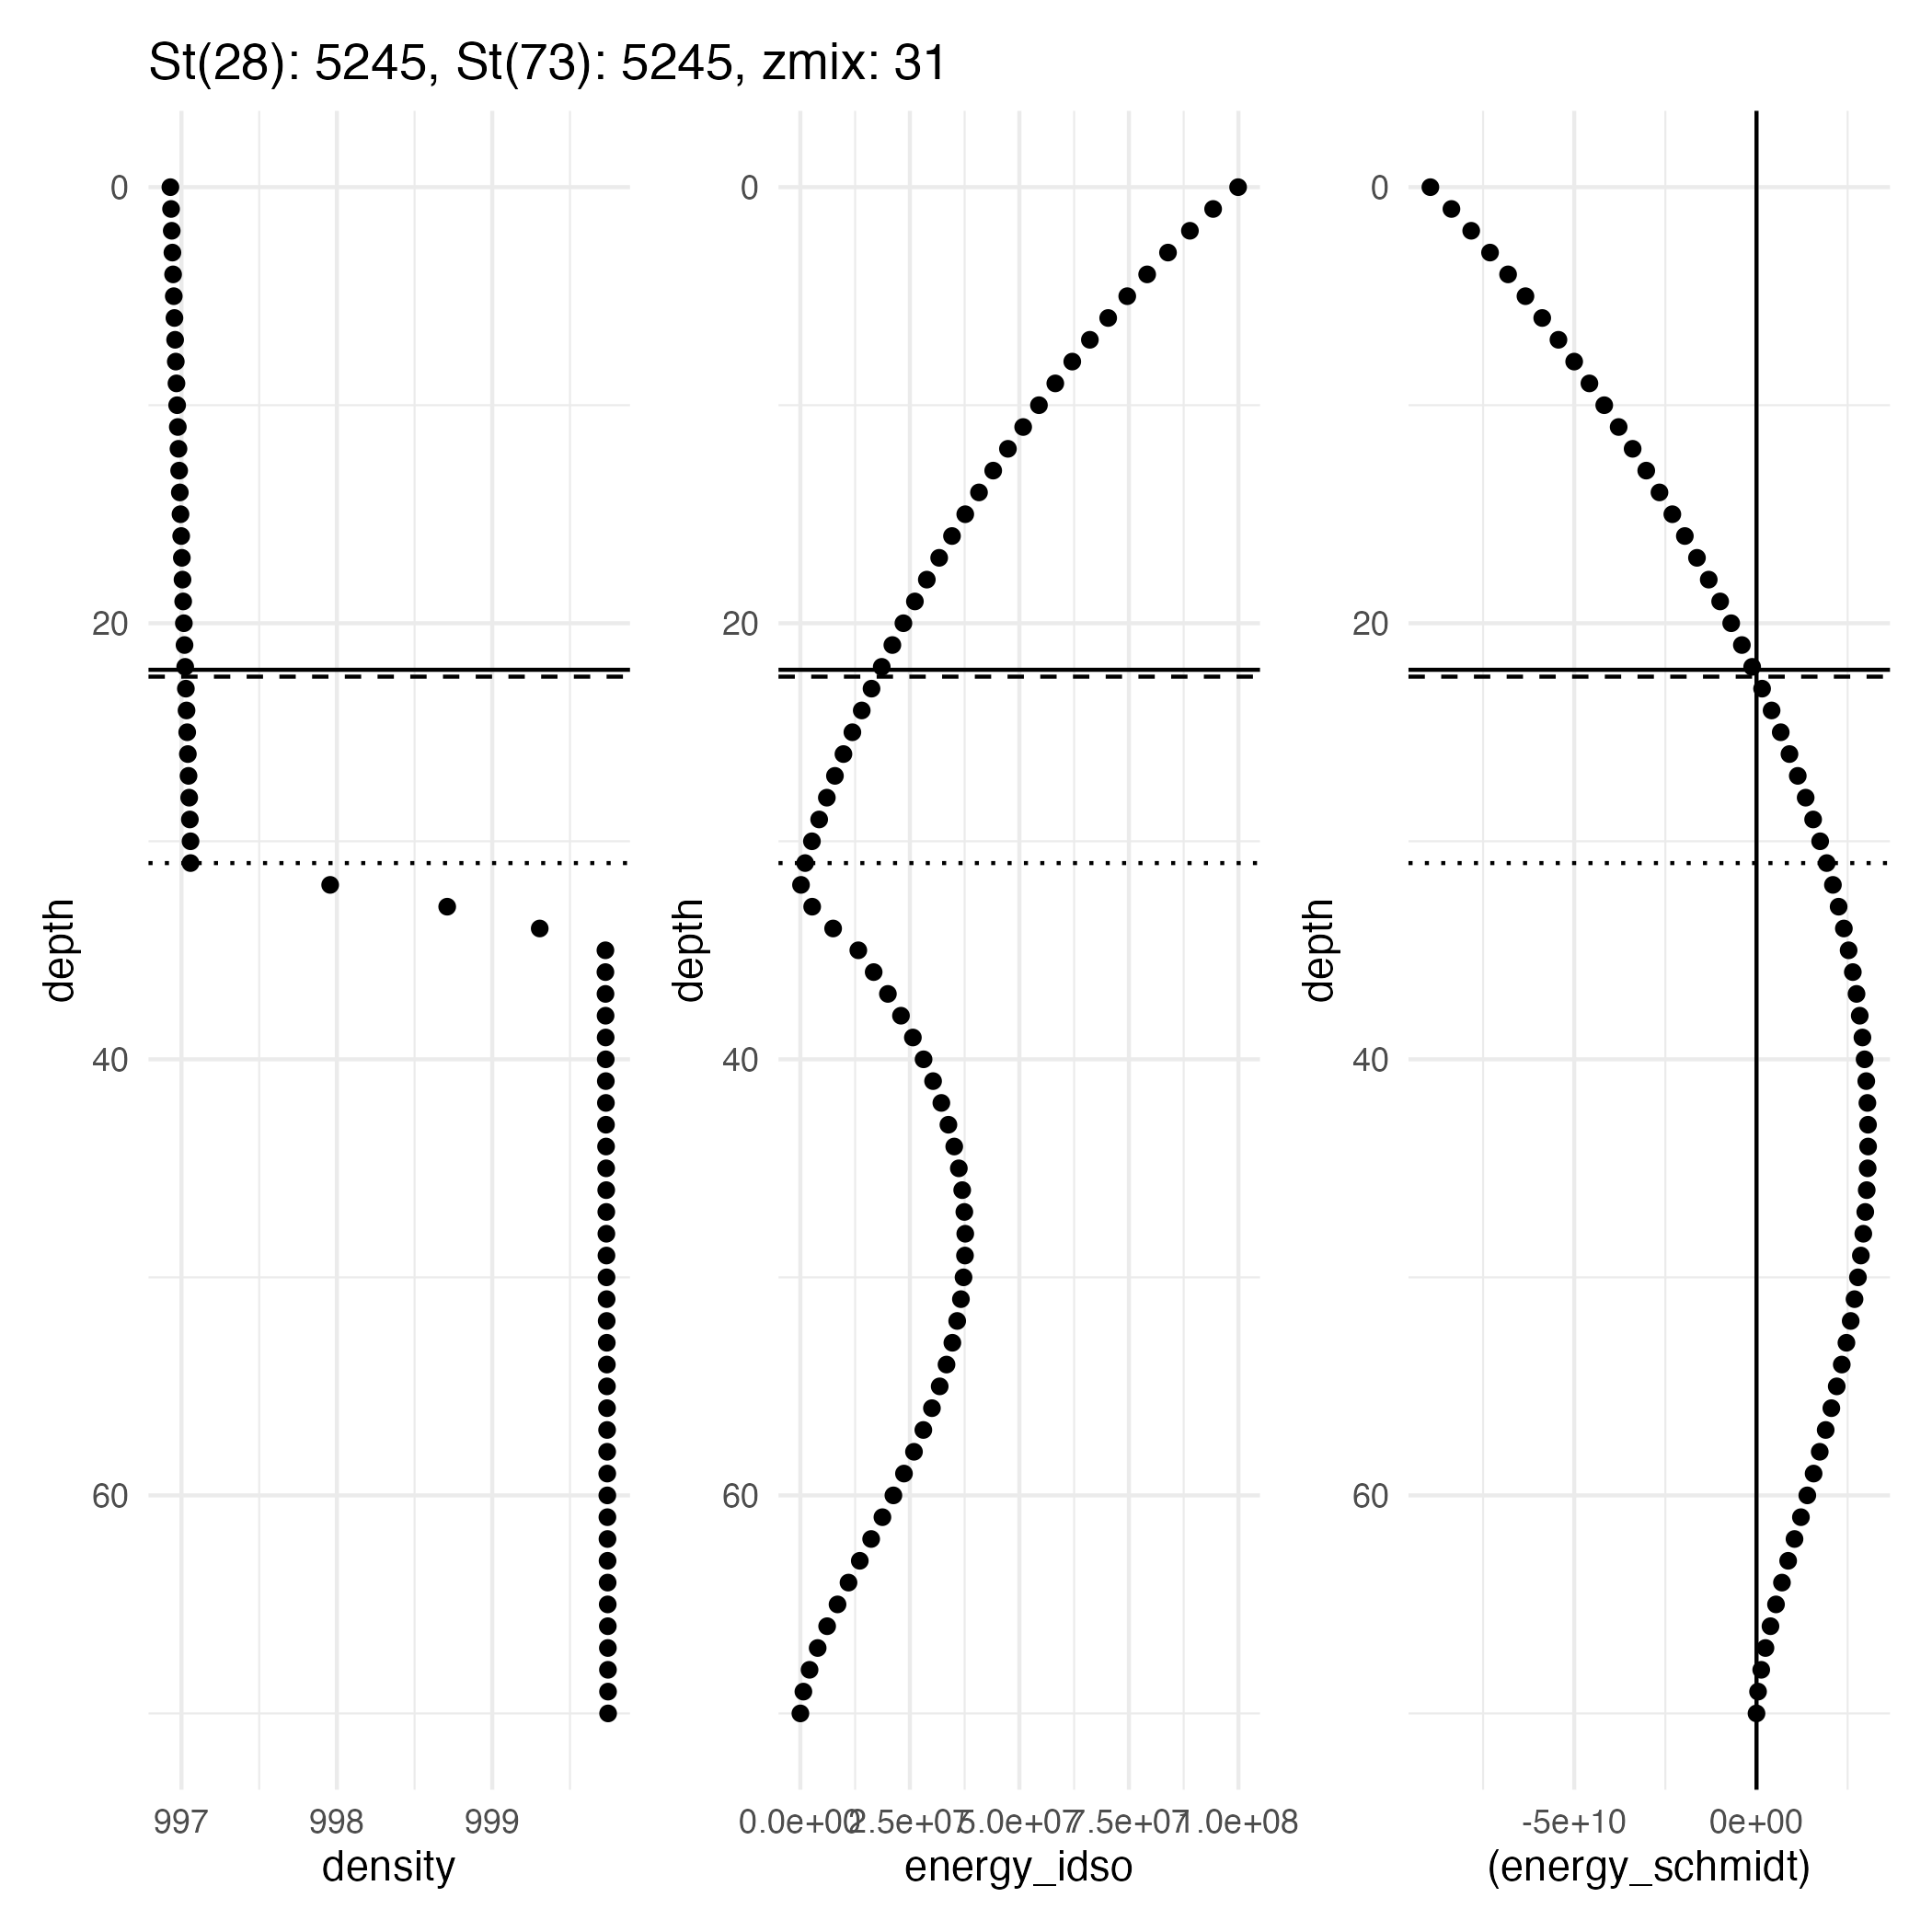 St(28): 5245, St(73): 5245, zmix: 31
0
20
40
60
depth
997
998
999
density
0
20
40
60
depth
0.0e+00
2.5e+07
5.0e+07
7.5e+07
1.0e+08
energy_idso
0
20
40
60
depth
-5e+10
0e+00
(energy_schmidt)